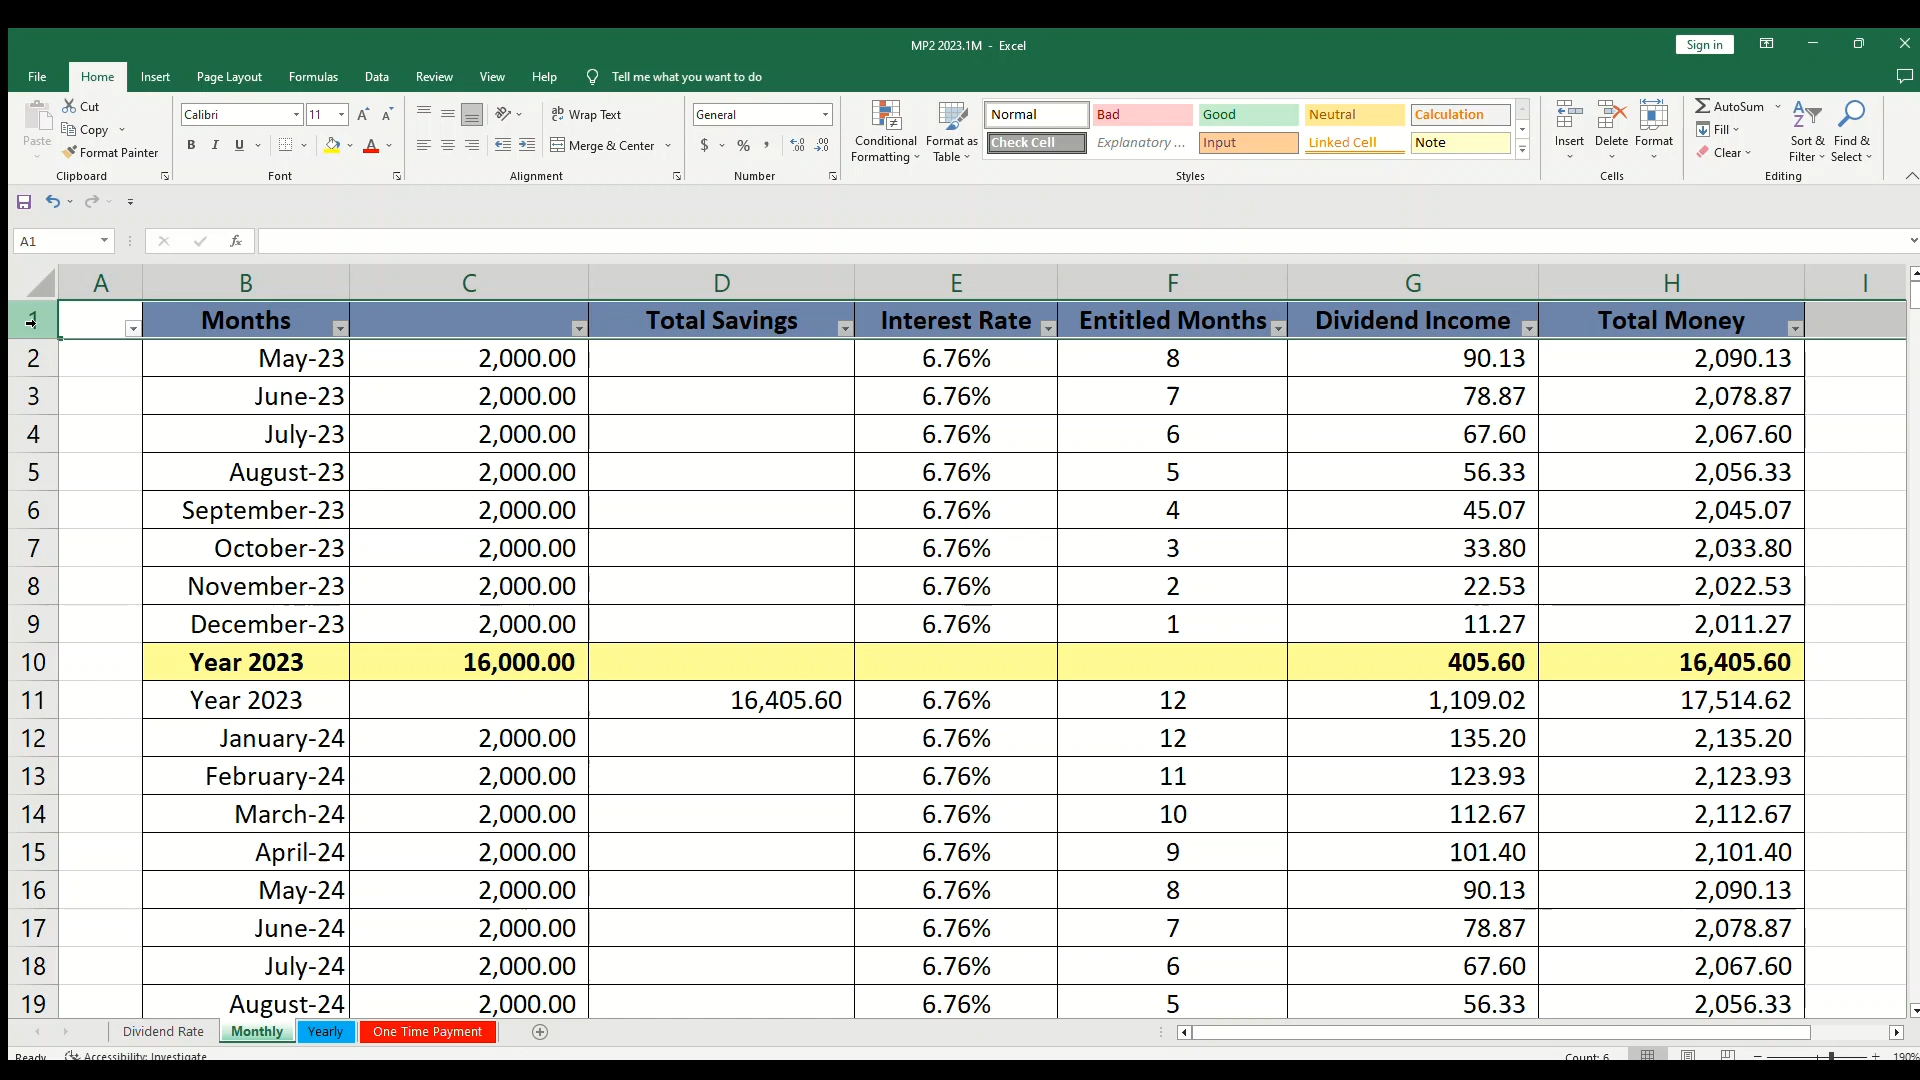 MP2 2023.1M - Excel
Sign in
File Home Insert Page Layout Formulas Data Review View Help Tell me what you want to do
Paste
Cut
Copy
Format Painter
Clipboard
Calibri 11
B I U
Font
Wrap Text
Merge & Center
Alignment
General
$ % ,
Number
Conditional Formatting
Format as Table
Normal Bad Good Neutral Calculation
Check Cell Explanatory ... Input Linked Cell Note
Styles
Insert Delete Format
Cells
AutoSum
Fill
Clear
Sort & Filter
Find & Select
Editing
A1 fx
A B C D E F G H I
1 Months Total Savings Interest Rate Entitled Months Dividend Income Total Money
2 May-23 2,000.00 6.76% 8 90.13 2,090.13
3 June-23 2,000.00 6.76% 7 78.87 2,078.87
4 July-23 2,000.00 6.76% 6 67.60 2,067.60
5 August-23 2,000.00 6.76% 5 56.33 2,056.33
6 September-23 2,000.00 6.76% 4 45.07 2,045.07
7 October-23 2,000.00 6.76% 3 33.80 2,033.80
8 November-23 2,000.00 6.76% 2 22.53 2,022.53
9 December-23 2,000.00 6.76% 1 11.27 2,011.27
10 Year 2023 16,000.00 405.60 16,405.60
11 Year 2023 16,405.60 6.76% 12 1,109.02 17,514.62
12 January-24 2,000.00 6.76% 12 135.20 2,135.20
13 February-24 2,000.00 6.76% 11 123.93 2,123.93
14 March-24 2,000.00 6.76% 10 112.67 2,112.67
15 April-24 2,000.00 6.76% 9 101.40 2,101.40
16 May-24 2,000.00 6.76% 8 90.13 2,090.13
17 June-24 2,000.00 6.76% 7 78.87 2,078.87
18 July-24 2,000.00 6.76% 6 67.60 2,067.60
19 August-24 2,000.00 6.76% 5 56.33 2,056.33
Dividend Rate Monthly Yearly One Time Payment
Ready Accessibility: Investigate Count: 6 190%